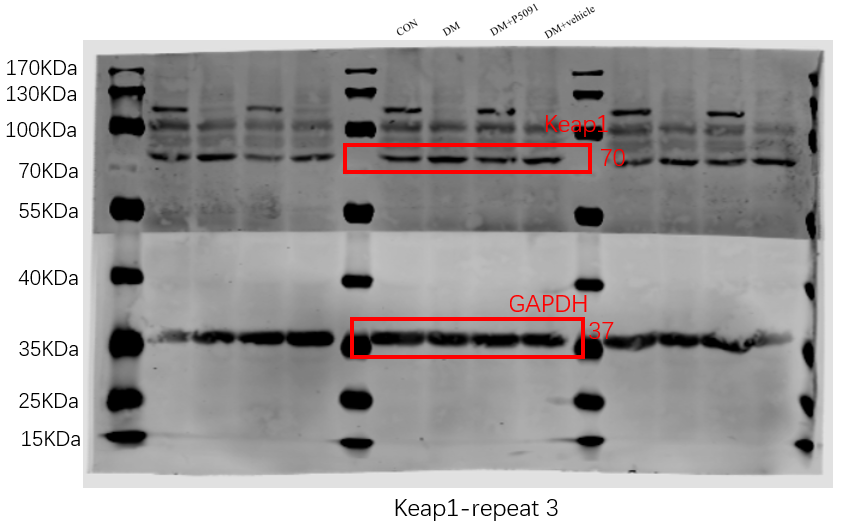 CON DM DM+P5091 DM+vehicle
170KDa
130KDa
100KDa
Keap1
70
70KDa
55KDa
40KDa
GAPDH
37
35KDa
25KDa
15KDa
Keap1-repeat 3